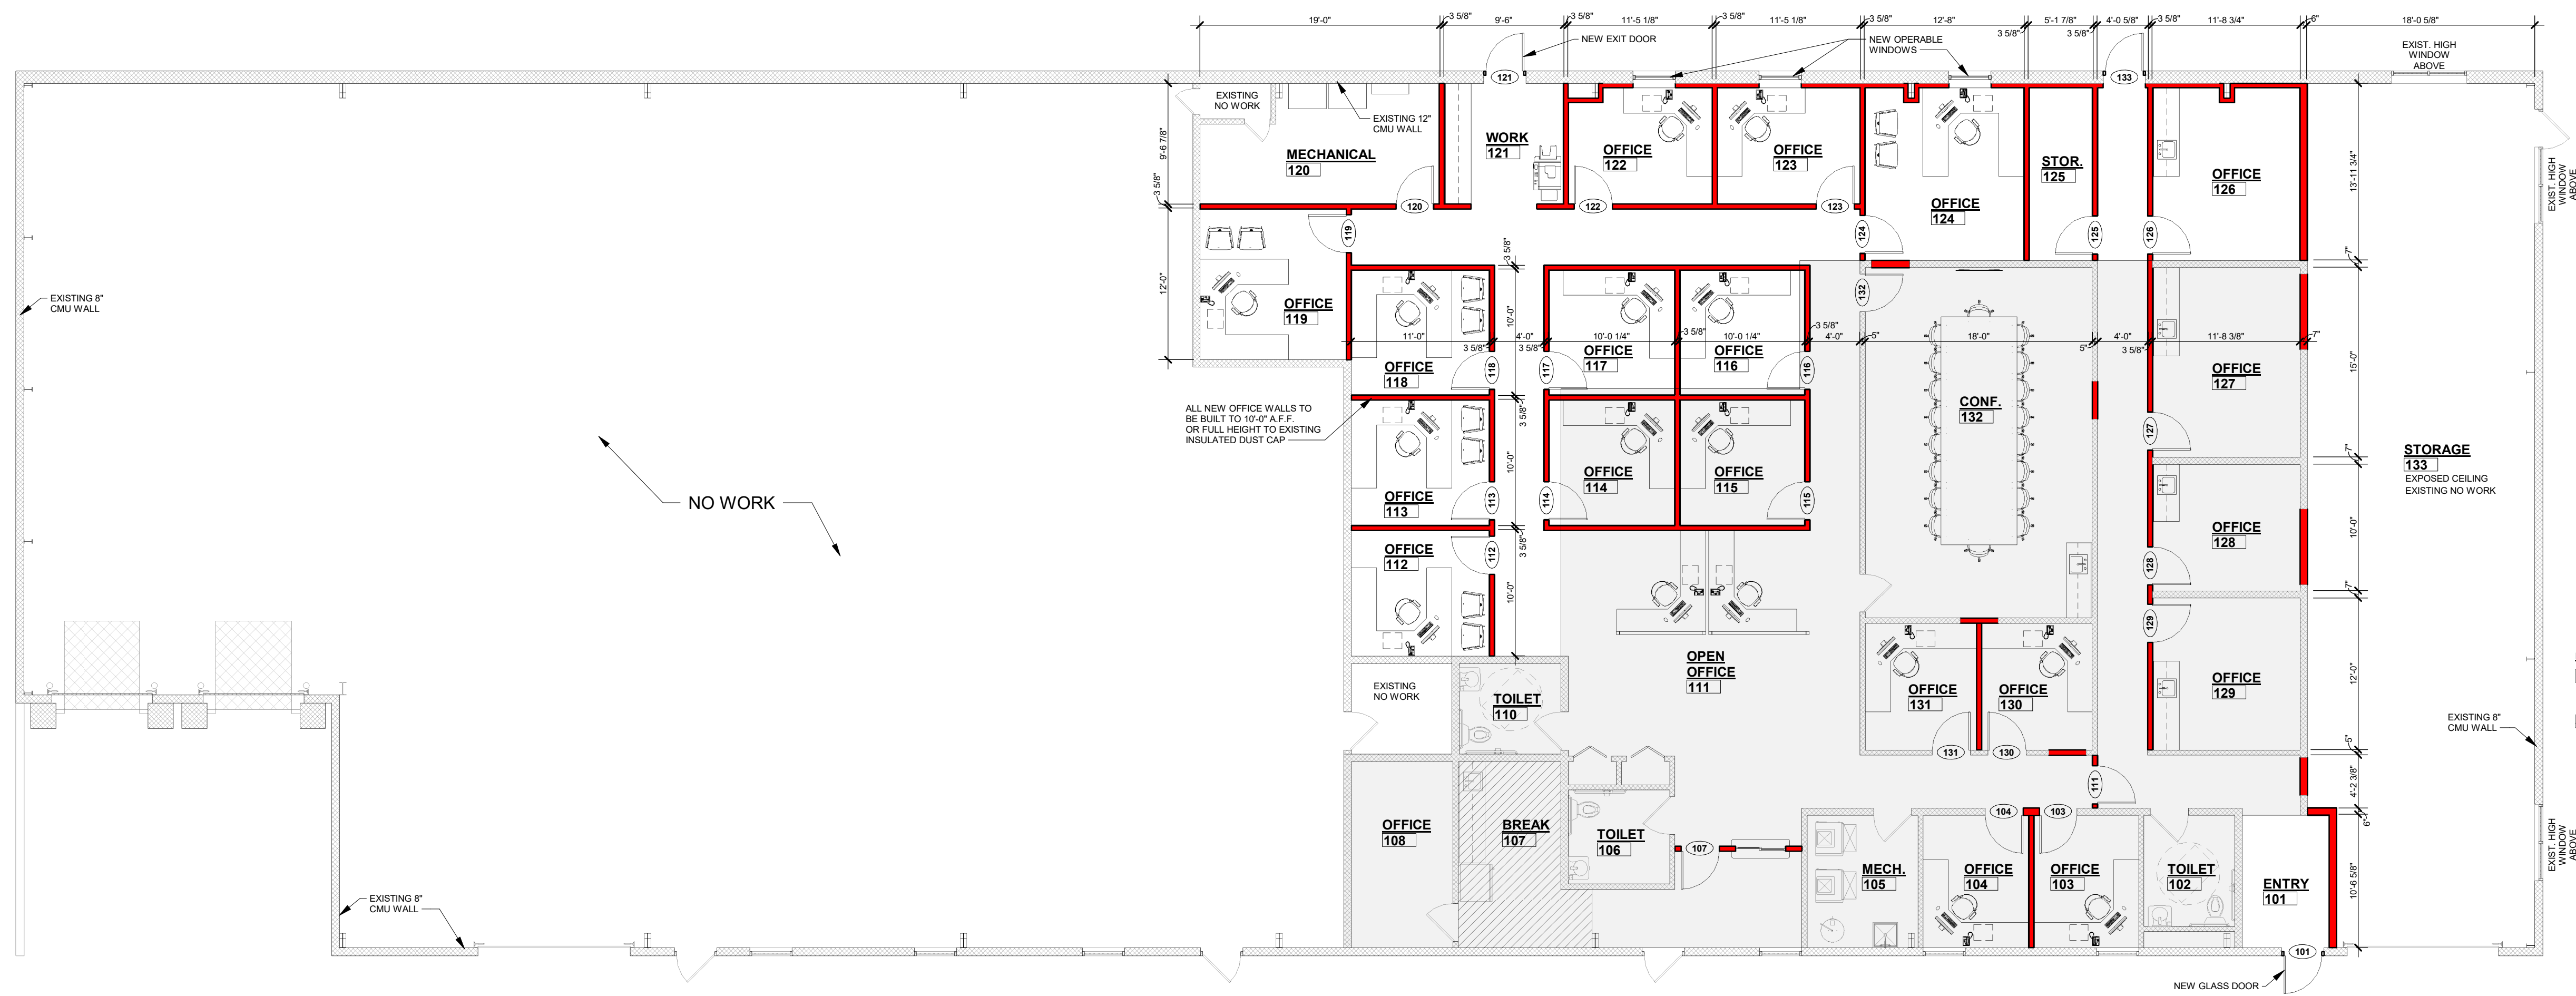 19'-0"
3 5/8"
9'-6"
3 5/8"
11'-5 1/8"
3 5/8"
11'-5 1/8"
3 5/8"
12'-8"
3 5/8"
5'-1 7/8"
3 5/8"
4'-0 5/8"
3 5/8"
11'-8 3/4"
6"
18'-0 5/8"
NEW EXIT DOOR
NEW OPERABLE
WINDOWS
EXIST. HIGH
WINDOW
ABOVE
121
133
EXISTING
NO WORK
EXISTING 12"
CMU WALL
9'-6 7/8"
3 5/8"
12'-0"
MECHANICAL
120
WORK
121
OFFICE
122
OFFICE
123
OFFICE
124
STOR.
125
OFFICE
126
13'-11 3/4"
EXIST. HIGH
WINDOW
ABOVE
120
122
123
119
124
125
126
3 5/8"
7"
EXISTING 8"
CMU WALL
OFFICE
119
132
10'-0"
11'-0"
3 5/8"
4'-0"
3 5/8"
10'-0 1/4"
3 5/8"
10'-0 1/4"
3 5/8"
4'-0"
5"
18'-0"
5"
4'-0"
3 5/8"
11'-8 3/8"
7"
15'-0"
OFFICE
118
OFFICE
117
OFFICE
116
118
117
116
OFFICE
127
CONF.
132
127
ALL NEW OFFICE WALLS TO
BE BUILT TO 10'-0" A.F.F.
OR FULL HEIGHT TO EXISTING
INSULATED DUST CAP
3 5/8"
10'-0"
7"
STORAGE
133
EXPOSED CEILING
EXISTING NO WORK
NO WORK
OFFICE
113
OFFICE
114
OFFICE
115
113
114
115
OFFICE
128
10'-0"
128
OFFICE
112
112
3 5/8"
10'-0"
7"
129
OPEN
OFFICE
111
OFFICE
131
OFFICE
130
OFFICE
129
12'-0"
EXISTING
NO WORK
TOILET
110
EXISTING 8"
CMU WALL
131
130
5"
111
4'-2 3/8"
104
103
6"
OFFICE
108
BREAK
107
TOILET
106
107
MECH.
105
OFFICE
104
OFFICE
103
TOILET
102
ENTRY
101
10'-6 5/8"
EXIST. HIGH
WINDOW
ABOVE
EXISTING 8"
CMU WALL
101
NEW GLASS DOOR